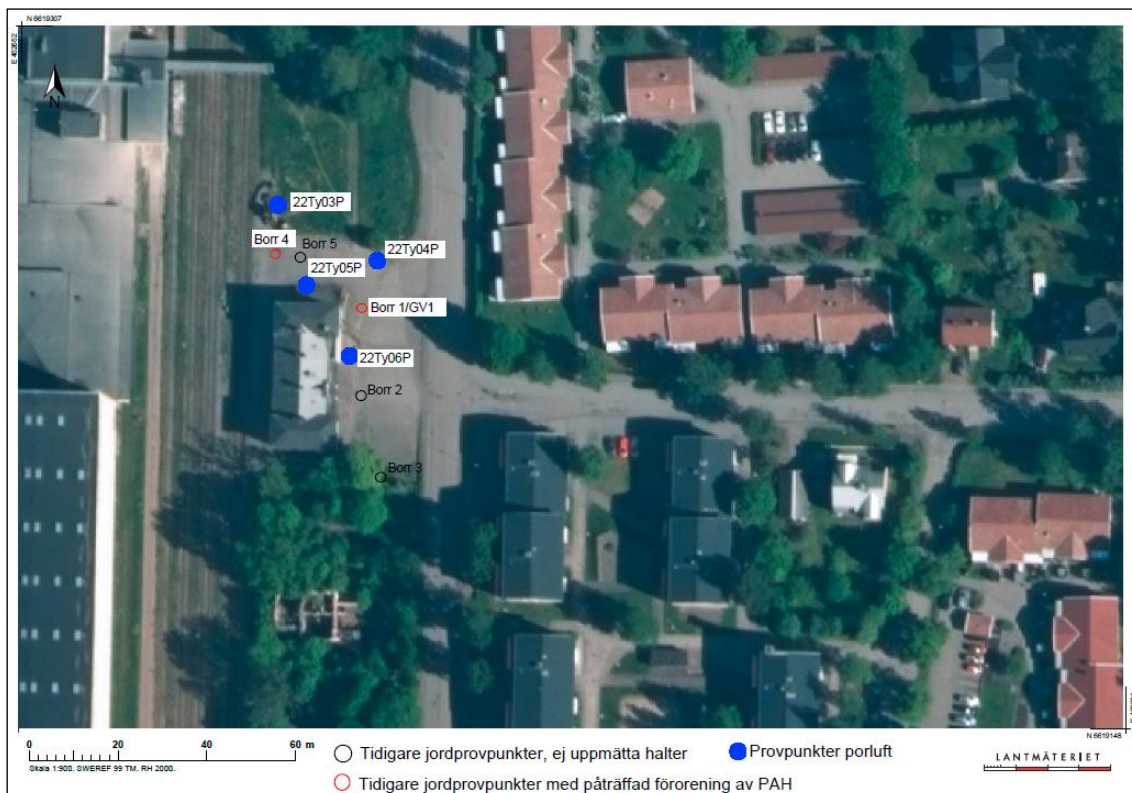 N 6619307
22Ty03P
Borr 4
Borr 5
22Ty04P
22Ty05P
Borr 1/GV1
22Ty06P
Borr 2
Borr 3
N
N 6619148
0 20 40 60 m
Skala 1:900. SWEREF 99 TM. RH 2000.
Tidigare jordprovpunkter, ej uppmätta halter
Provpunkter porluft
Tidigare jordprovpunkter med påträffad förorening av PAH
LANTMÄTERIET